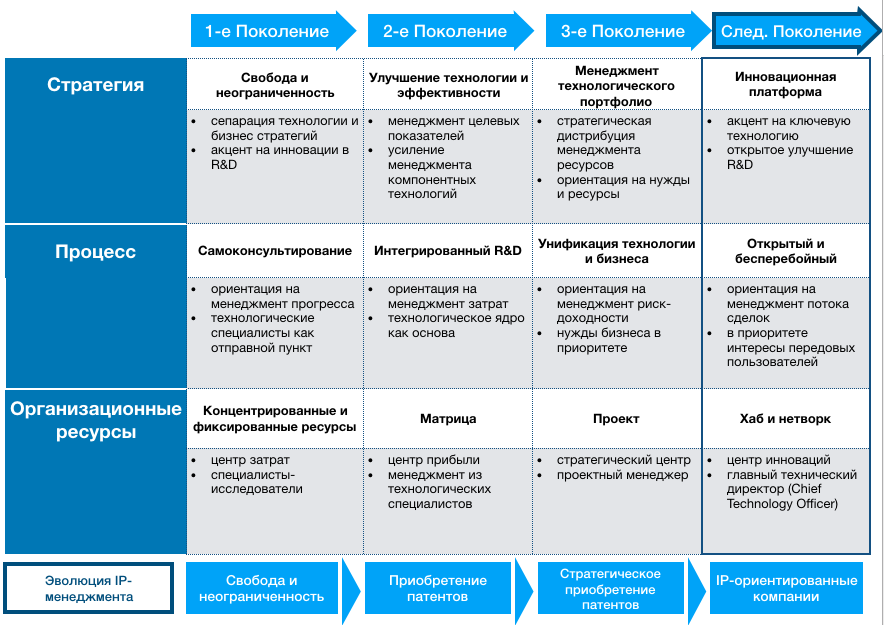 1-е Поколение
2-е Поколение
3-е Поколение
След. Поколение
Стратегия
Свобода и
неограниченность
Улучшение технологии и
эффективности
Менеджмент
технологического
портфолио
Инновационная
платформа
• сепарация технологии и
бизнес стратегий
• акцент на инновации в
R&D
• менеджмент целевых
показателей
• усиление
менеджмента
компонентных
технологий
• стратегическая
дистрибуция
менеджмента
ресурсов
• ориентация на нужды
и ресурсы
• акцент на ключевую
технологию
• открытое улучшение
R&D
Процесс
Самоконсультирование
Интегрированный R&D
Унификация технологии
и бизнеса
Открытый и
бесперебойный
• ориентация на
менеджмент прогресса
• технологические
специалисты как
отправной пункт
• ориентация на
менеджмент затрат
• технологическое ядро
как основа
• ориентация на
менеджмент риск-
доходности
• нужды бизнеса в
приоритете
• ориентация на
менеджмент потока
сделок
• в приоритете
интересы передовых
пользователей
Организационные
ресурсы
Концентрированные и
фиксированные ресурсы
Матрица
Проект
Хаб и нетворк
• центр затрат
• специалисты-
исследователи
• центр прибыли
• менеджмент из
технологических
специалистов
• стратегический центр
• проектный менеджер
• центр инноваций
• главный технический
директор (Chief
Technology Officer)
Эволюция IP-
менеджмента
Свобода и
неограниченность
Приобретение
патентов
Стратегическое
приобретение
патентов
IP-ориентированные
компании